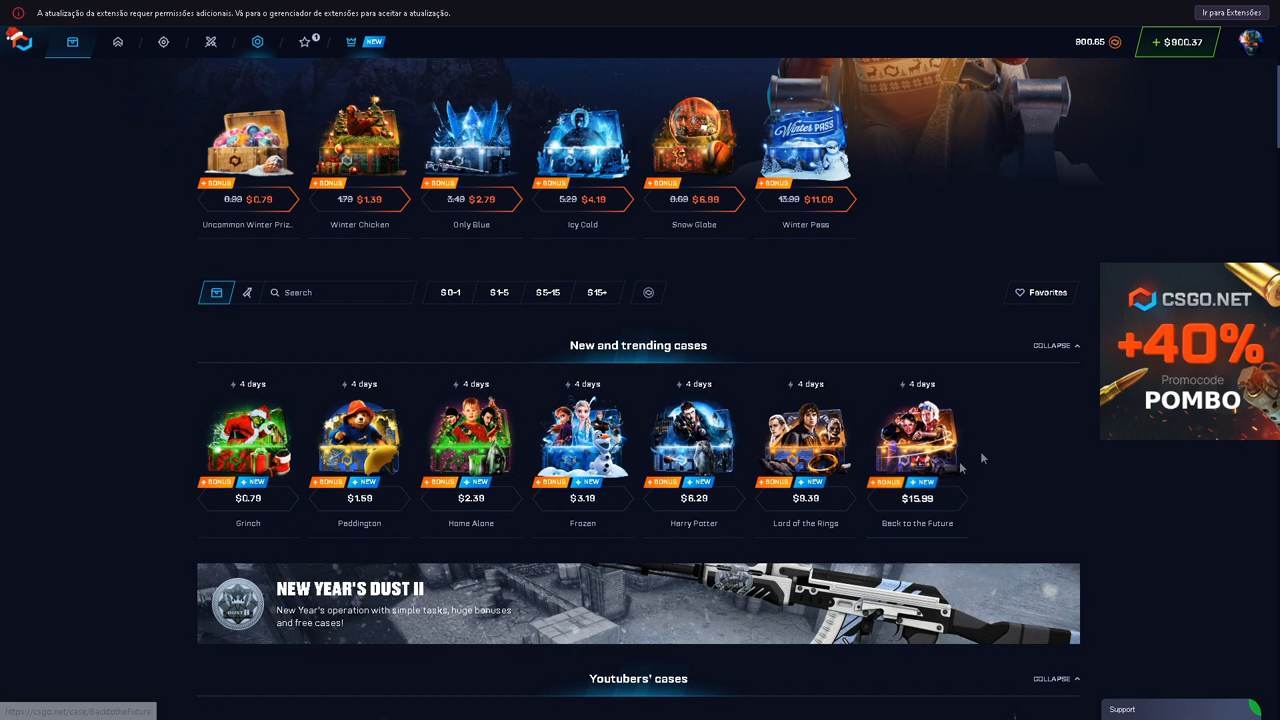 A atualização da extensão requer permissões adicionais. Vá para o gerenciador de extensões para aceitar a atualização.
Ir para Extensões
1
NEW
900.65
+ $900.37
Winter PASS
+ BONUS
+ BONUS
+ BONUS
+ BONUS
+ BONUS
+ BONUS
0.99 $0.79
1.79 $1.39
3.49 $2.79
5.29 $4.19
$6.99
13.99 $11.09
Uncommon Winter Priz..
Winter Chicken
Only Blue
Icy Cold
Snow Globe
Winter Pass
Search
$0-1
$1-5
$5-15
$15+
Favorites
CSGO.NET
+40%
Promocode
POMBO
New and trending cases
COLLAPSE
4 days
4 days
4 days
4 days
4 days
4 days
4 days
+ BONUS + NEW
+ BONUS + NEW
+ BONUS + NEW
+ BONUS + NEW
+ BONUS + NEW
+ BONUS + NEW
+ BONUS + NEW
$0.79
$1.59
$2.39
$3.19
$6.29
$9.39
$15.99
Grinch
Paddington
Home Alone
Frozen
Harry Potter
Lord of the Rings
Back to the Future
DUST II
NEW YEAR'S DUST II
New Year's operation with simple tasks, huge bonuses
and free cases!
Youtubers' cases
COLLAPSE
https://csgo.net/case/BacktotheFuture
Support